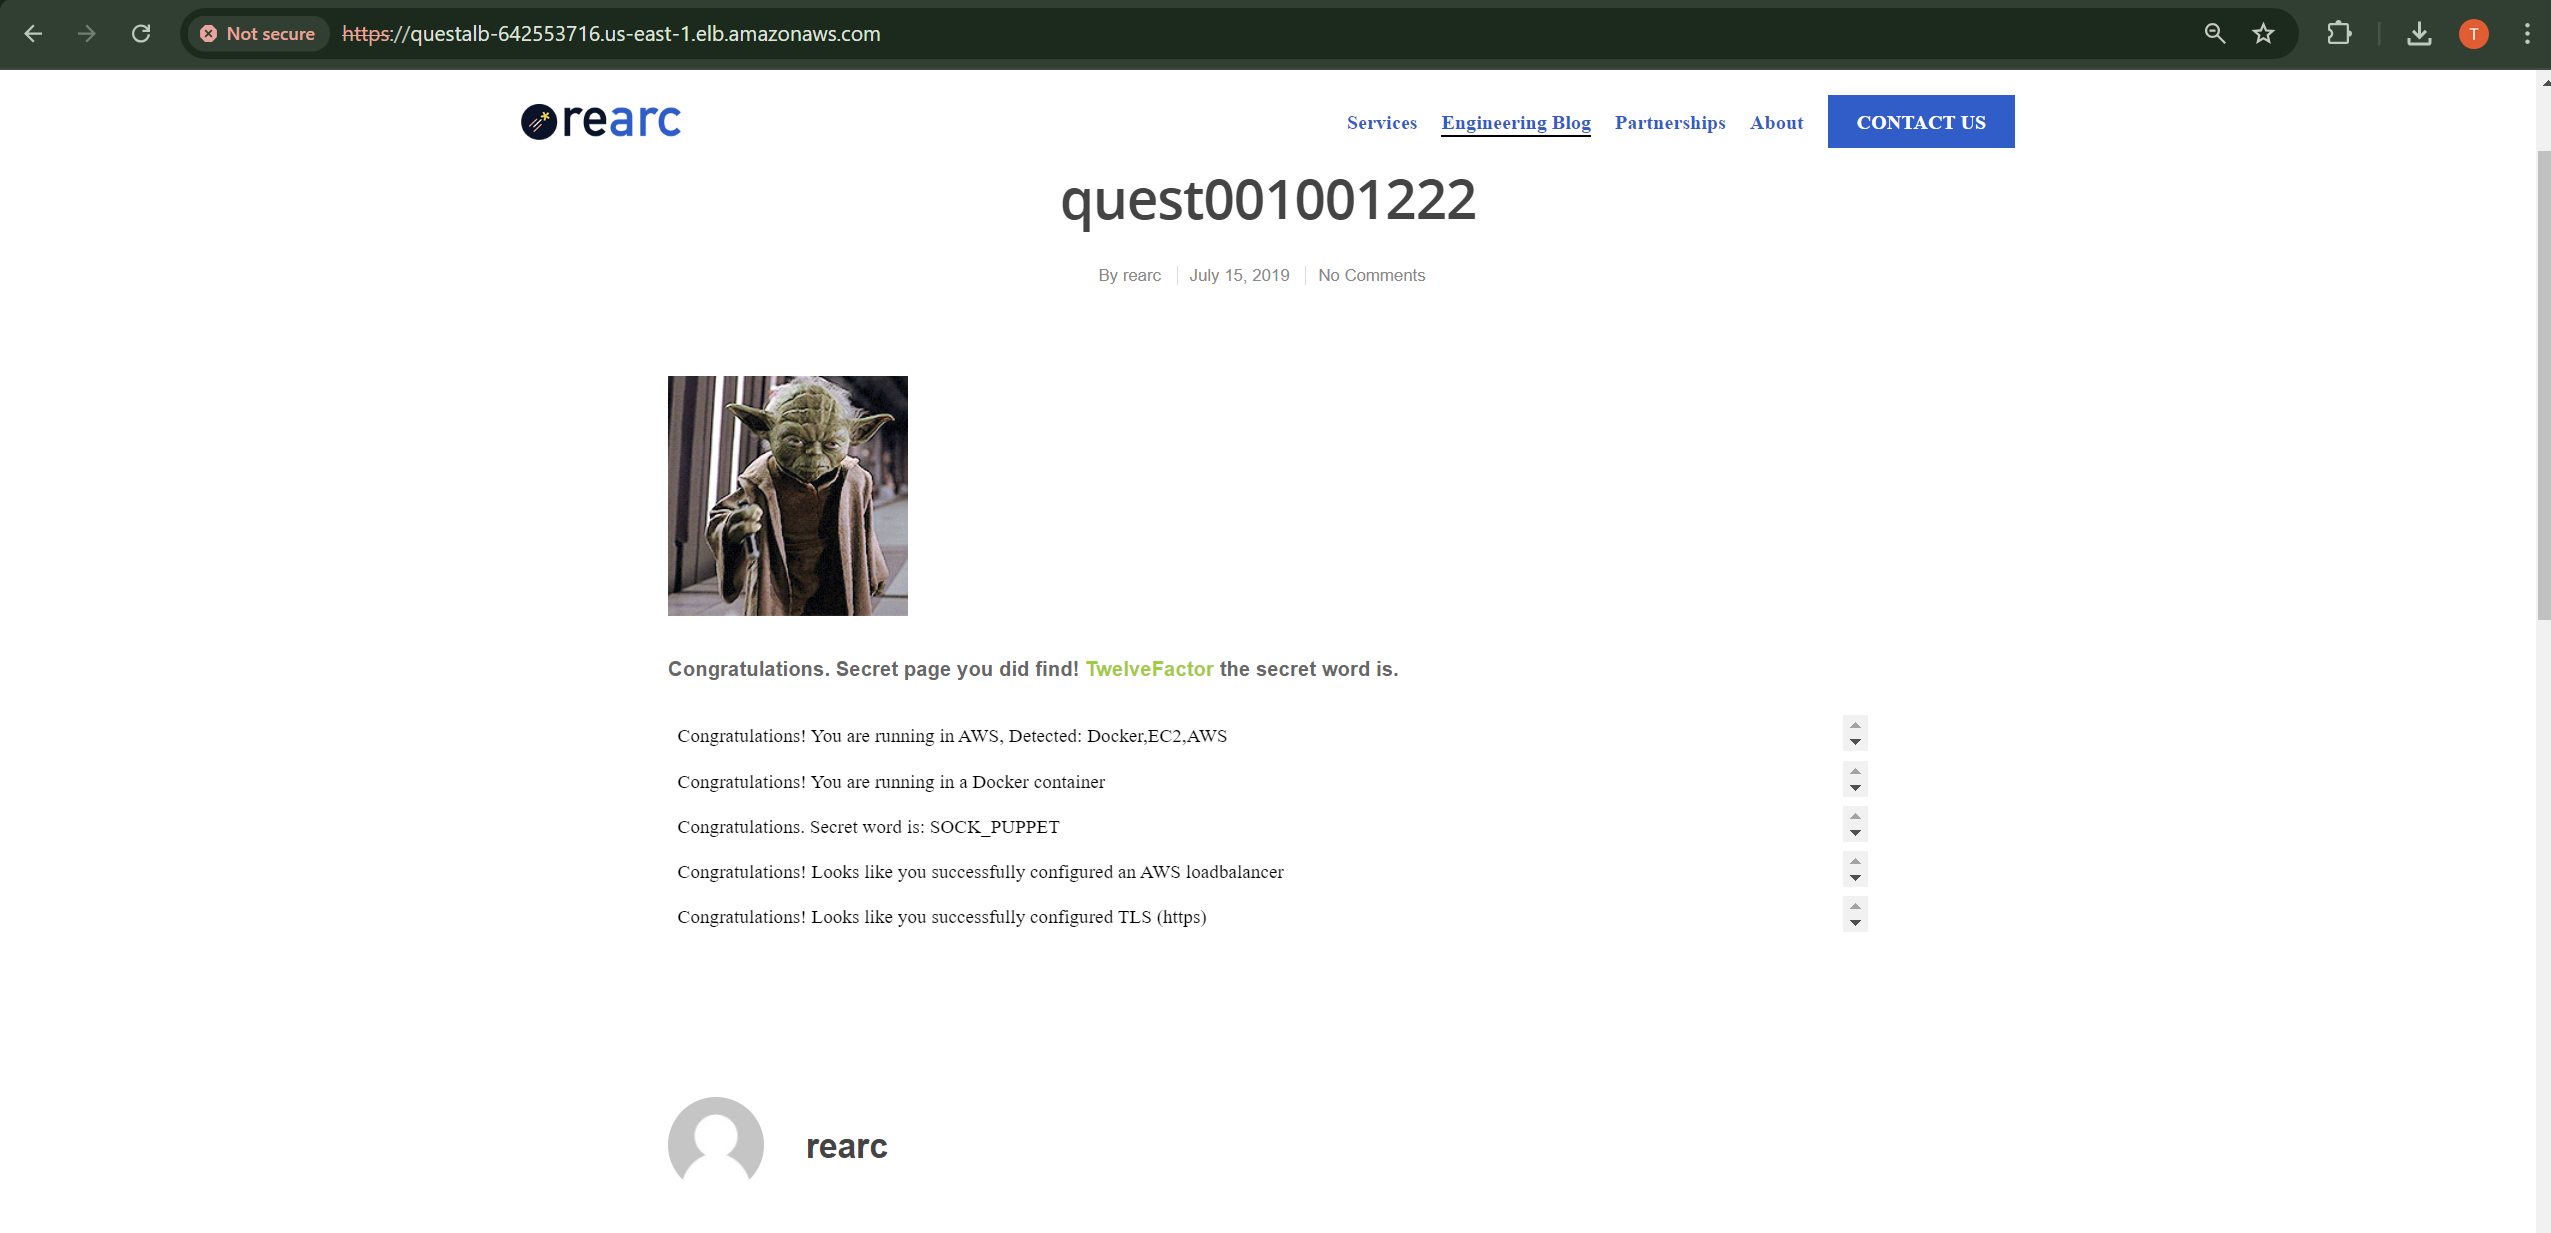 Not secure https://questalb-642553716.us-east-1.elb.amazonaws.com T
rearc Services Engineering Blog Partnerships About CONTACT US
quest001001222
By rearc July 15, 2019 No Comments
Congratulations. Secret page you did find! TwelveFactor the secret word is.
Congratulations! You are running in AWS, Detected: Docker,EC2,AWS
Congratulations! You are running in a Docker container
Congratulations. Secret word is: SOCK_PUPPET
Congratulations! Looks like you successfully configured an AWS loadbalancer
Congratulations! Looks like you successfully configured TLS (https)
rearc